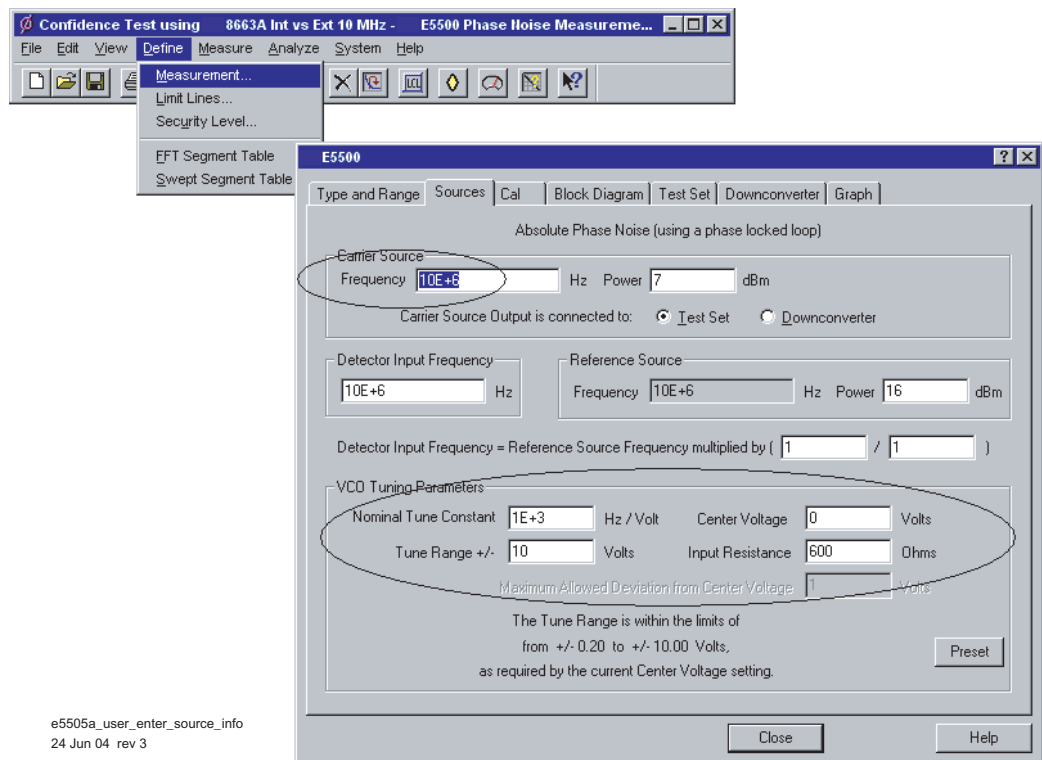 Confidence Test using 8663A Int vs Ext 10 MHz - E5500 Phase Noise Measureme...
File Edit View Define Measure Analyze System Help
Measurement...
Limit Lines...
Security Level...
FFT Segment Table
Swept Segment Table
E5500
Type and Range Sources Cal Block Diagram Test Set Downconverter Graph
Absolute Phase Noise (using a phase locked loop)
Carrier Source
Frequency 10E+6 Hz Power 7 dBm
Carrier Source Output is connected to: Test Set Downconverter
Detector Input Frequency
10E+6 Hz
Reference Source
Frequency 10E+6 Hz Power 16 dBm
Detector Input Frequency = Reference Source Frequency multiplied by ( 1 / 1 )
VCO Tuning Parameters
Nominal Tune Constant 1E+3 Hz / Volt Center Voltage 0 Volts
Tune Range +/- 10 Volts Input Resistance 600 Ohms
Maximum Allowed Deviation from Center Voltage 1 Volts
The Tune Range is within the limits of
from +/- 0.20 to +/- 10.00 Volts,
as required by the current Center Voltage setting.
Preset
Close Help
e5505a_user_enter_source_info
24 Jun 04 rev 3